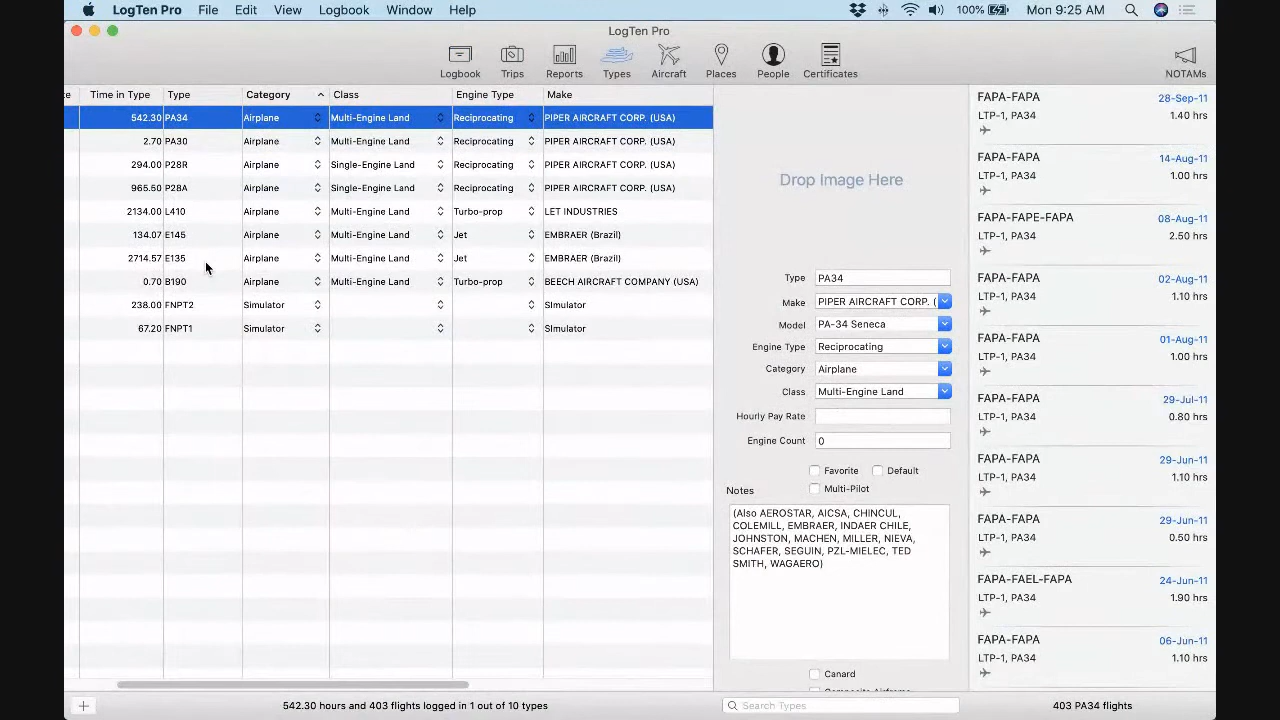 LogTen Pro File Edit View Logbook Window Help 100% Mon 9:25 AM
LogTen Pro
Logbook Trips Reports Types Aircraft Places People Certificates NOTAMs
Time in Type Type Category Class Engine Type Make
542.30 PA34 Airplane Multi-Engine Land Reciprocating PIPER AIRCRAFT CORP. (USA)
2.70 PA30 Airplane Multi-Engine Land Reciprocating PIPER AIRCRAFT CORP. (USA)
294.00 P28R Airplane Single-Engine Land Reciprocating PIPER AIRCRAFT CORP. (USA)
965.50 P28A Airplane Single-Engine Land Reciprocating PIPER AIRCRAFT CORP. (USA)
2134.00 L410 Airplane Multi-Engine Land Turbo-prop LET INDUSTRIES
134.07 E145 Airplane Multi-Engine Land Jet EMBRAER (Brazil)
2714.57 E135 Airplane Multi-Engine Land Jet EMBRAER (Brazil)
0.70 B190 Airplane Multi-Engine Land Turbo-prop BEECH AIRCRAFT COMPANY (USA)
238.00 FNPT2 Simulator SImulator
67.20 FNPT1 Simulator SImulator
Drop Image Here
Type PA34
Make PIPER AIRCRAFT CORP. (
Model PA-34 Seneca
Engine Type Reciprocating
Category Airplane
Class Multi-Engine Land
Hourly Pay Rate
Engine Count 0
Favorite Default
Multi-Pilot
Notes
(Also AEROSTAR, AICSA, CHINCUL,
COLEMILL, EMBRAER, INDAER CHILE,
JOHNSTON, MACHEN, MILLER, NIEVA,
SCHAFER, SEGUIN, PZL-MIELEC, TED
SMITH, WAGAERO)
Canard
FAPA-FAPA 28-Sep-11
LTP-1, PA34 1.40 hrs
FAPA-FAPA 14-Aug-11
LTP-1, PA34 1.00 hrs
FAPA-FAPE-FAPA 08-Aug-11
LTP-1, PA34 2.50 hrs
FAPA-FAPA 02-Aug-11
LTP-1, PA34 1.10 hrs
FAPA-FAPA 01-Aug-11
LTP-1, PA34 1.00 hrs
FAPA-FAPA 29-Jul-11
LTP-1, PA34 0.80 hrs
FAPA-FAPA 29-Jun-11
LTP-1, PA34 1.10 hrs
FAPA-FAPA 29-Jun-11
LTP-1, PA34 0.50 hrs
FAPA-FAEL-FAPA 24-Jun-11
LTP-1, PA34 1.90 hrs
FAPA-FAPA 06-Jun-11
LTP-1, PA34 1.10 hrs
542.30 hours and 403 flights logged in 1 out of 10 types
Search Types
403 PA34 flights